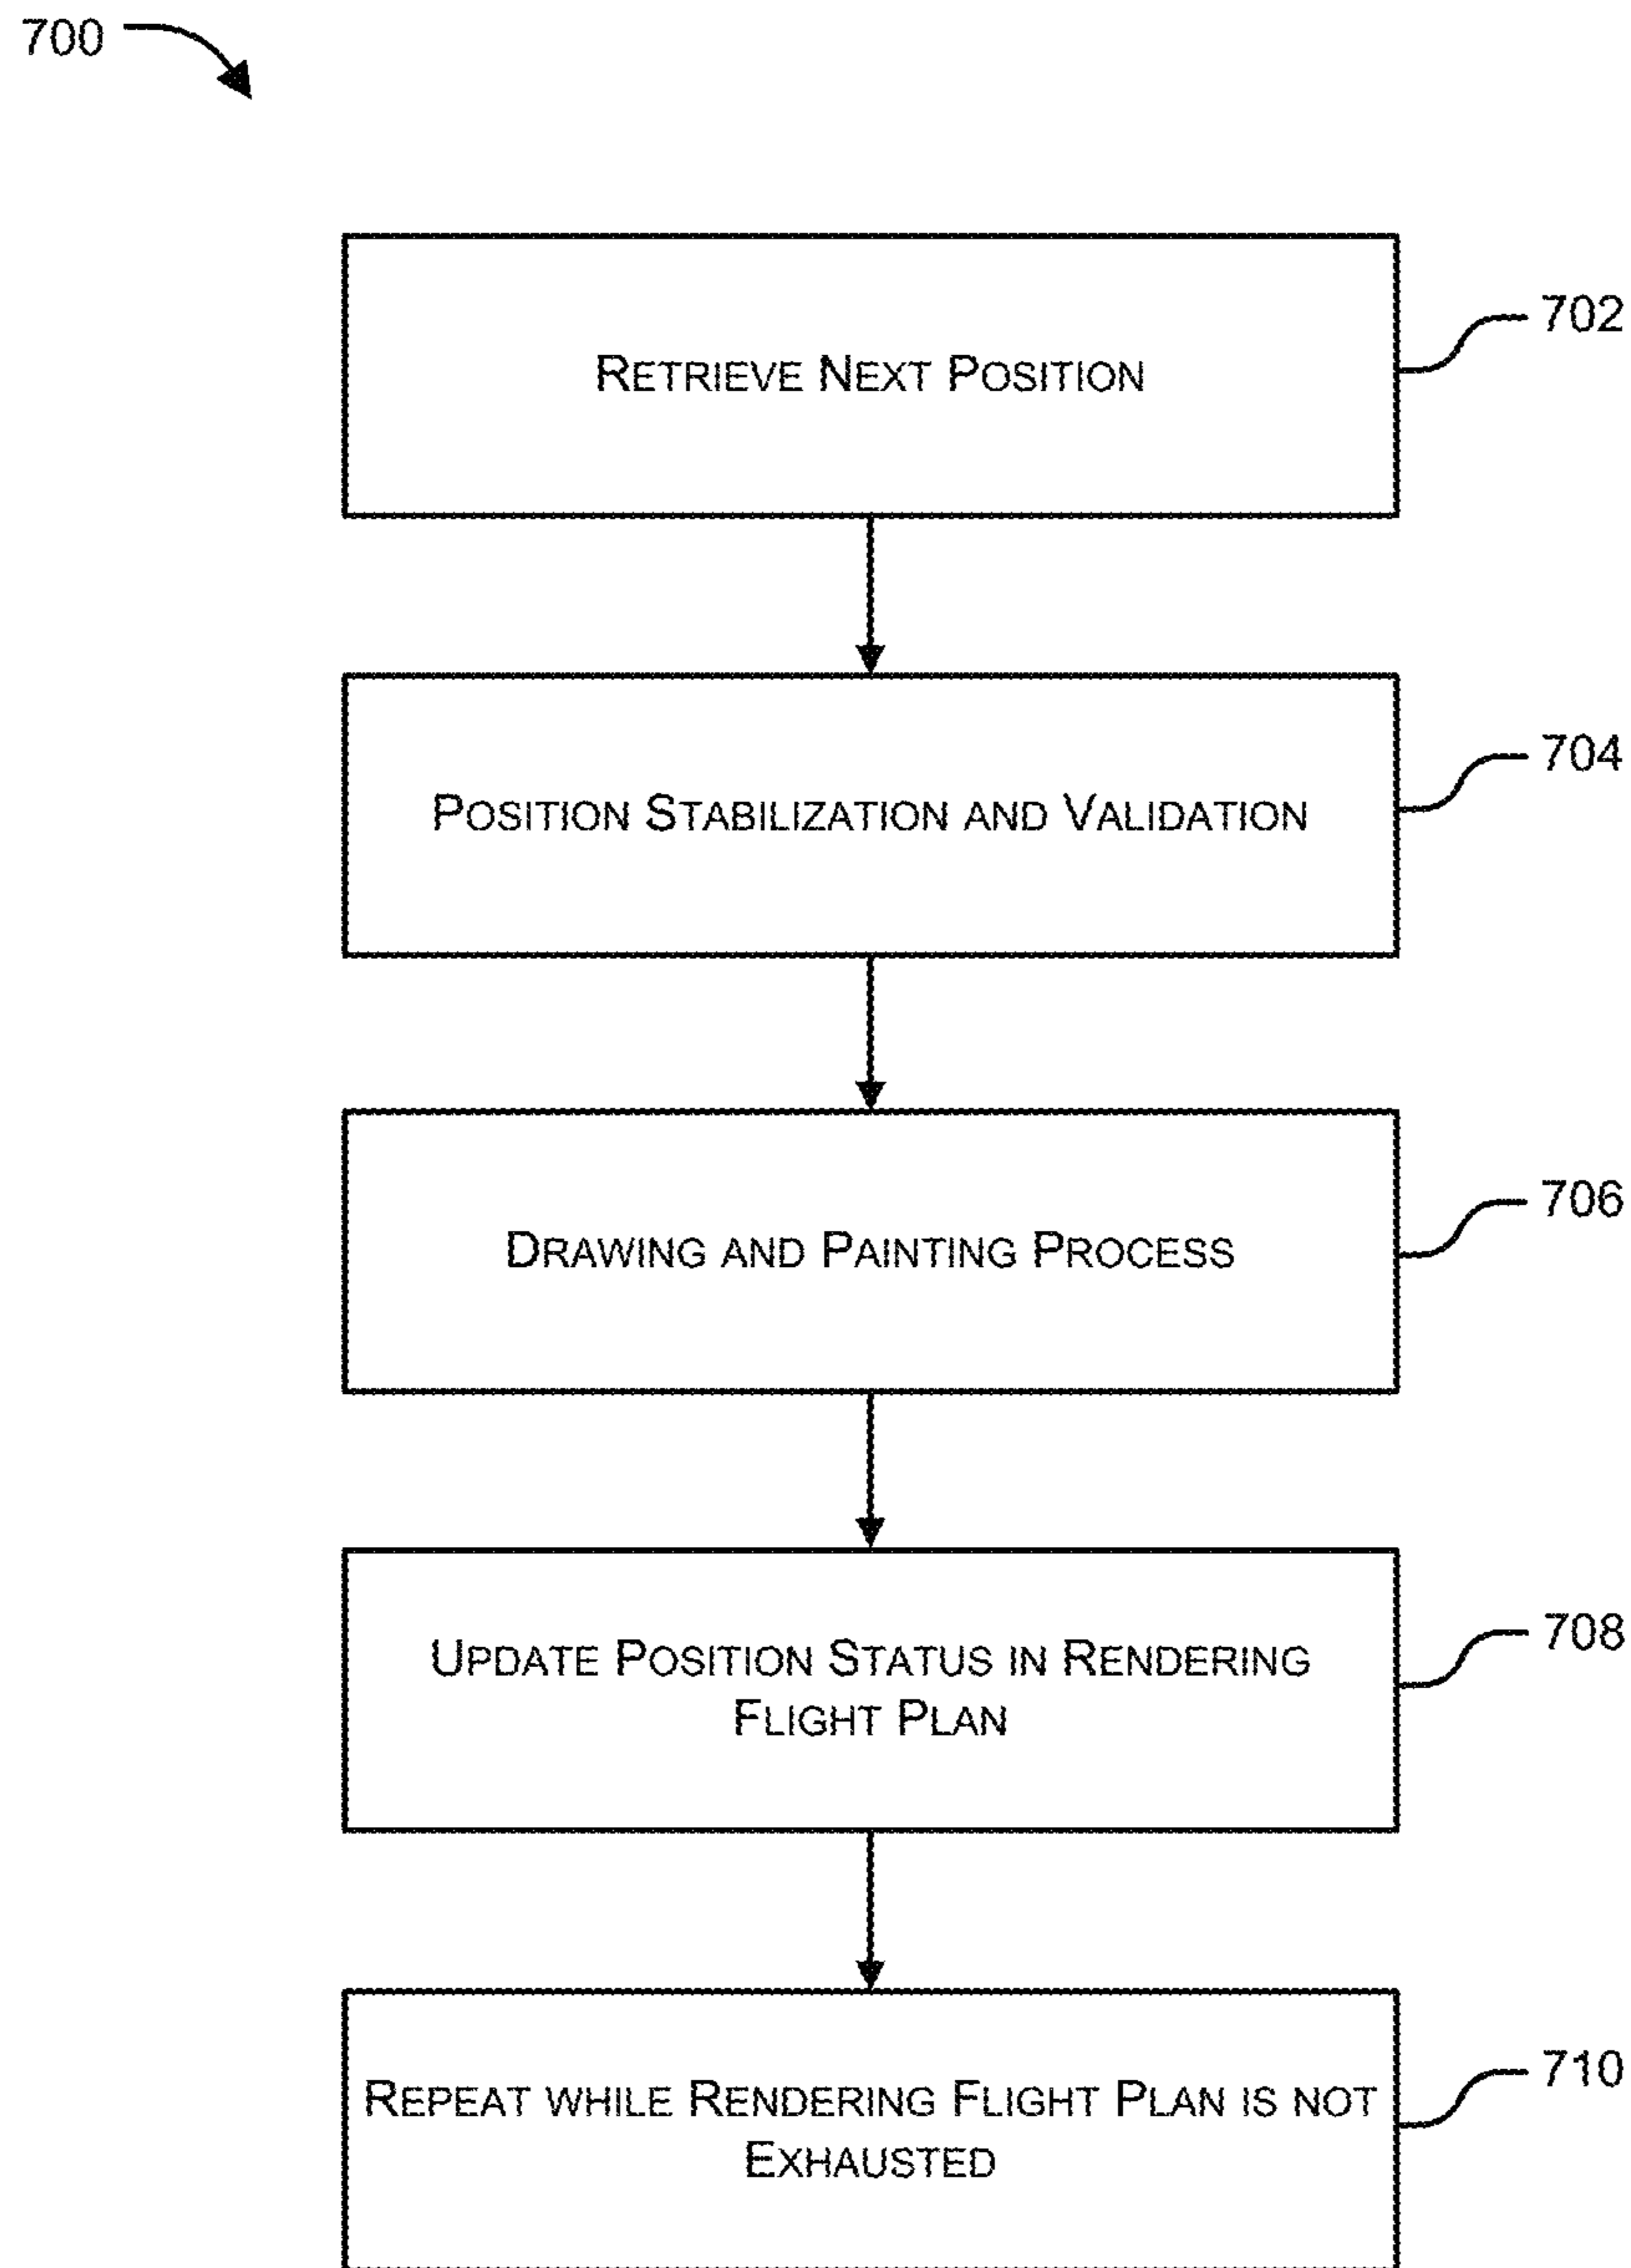 700
RETRIEVE NEXT POSITION
702
POSITION STABILIZATION AND VALIDATION
704
DRAWING AND PAINTING PROCESS
706
UPDATE POSITION STATUS IN RENDERING
FLIGHT PLAN
708
REPEAT WHILE RENDERING FLIGHT PLAN IS NOT
EXHAUSTED
710